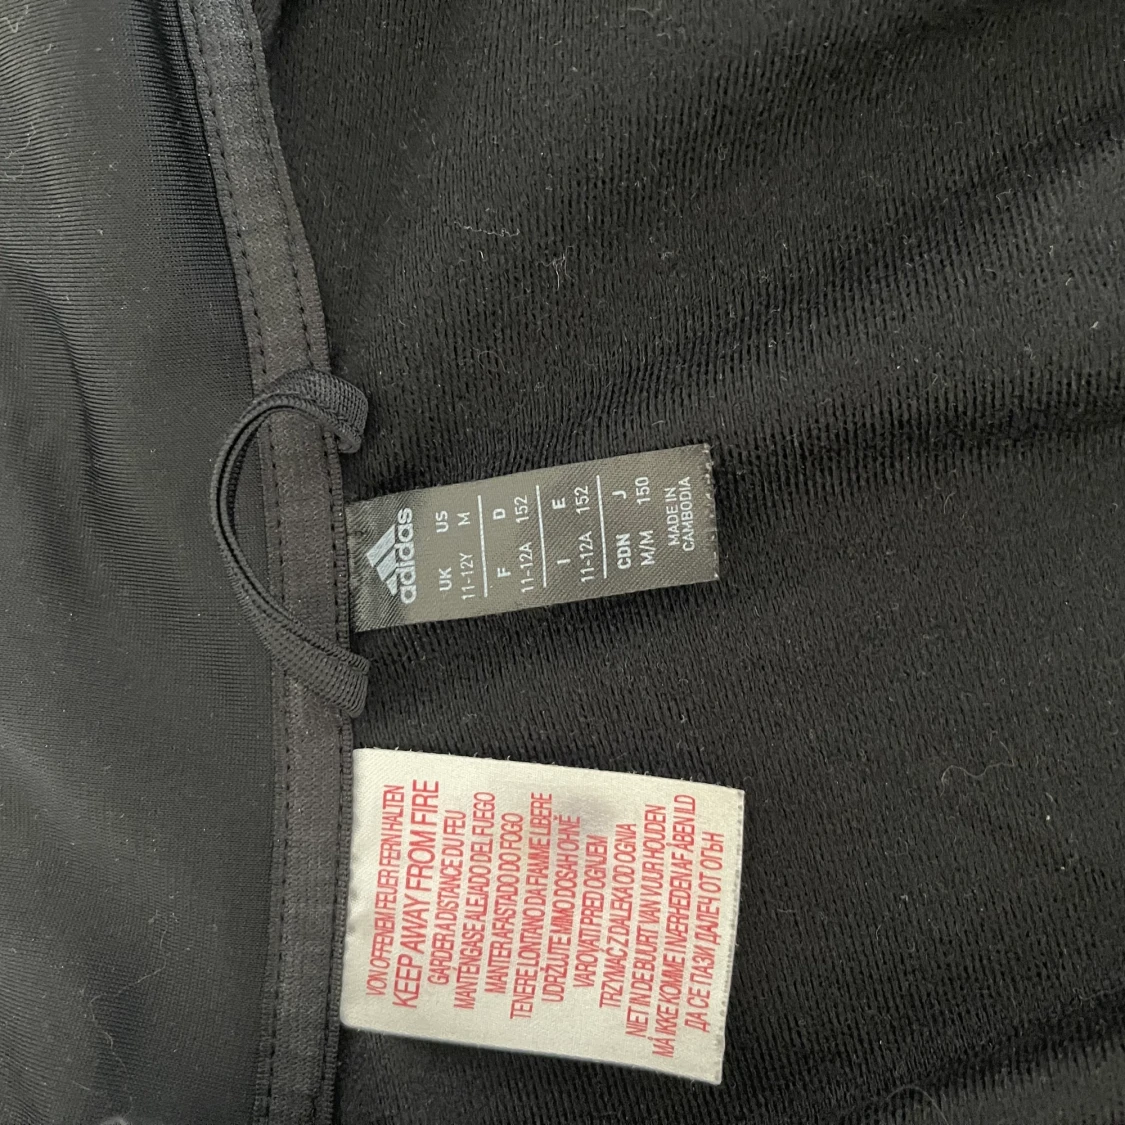 adidas
UK US
11-12Y M
F D
11-12A 152
I E
11-12A 152
CDN J
M/M 150
MADE IN
CAMBODIA
VON OFFENEM FEUER FERN HALTEN
KEEP AWAY FROM FIRE
GARDER A DISTANCE DU FEU
MANTÉNGASE ALEJADO DEL FUEGO
MANTER AFASTADO DO FOGO
TENERE LONTANO DA FIAMME LIBERE
UDRŽUJTE MIMO DOSAH OHNĚ
VAROVATI PRED OGNJEM
TRZYMAĆ Z DALEKA OD OGNIA
NIET IN DE BUURT VAN VUUR HOUDEN
MÅ IKKE KOMME I NÆRHEDEN AF ÅBEN ILD
ДА СЕ ПАЗИ ДАЛЕЧ ОТ ОГЪН